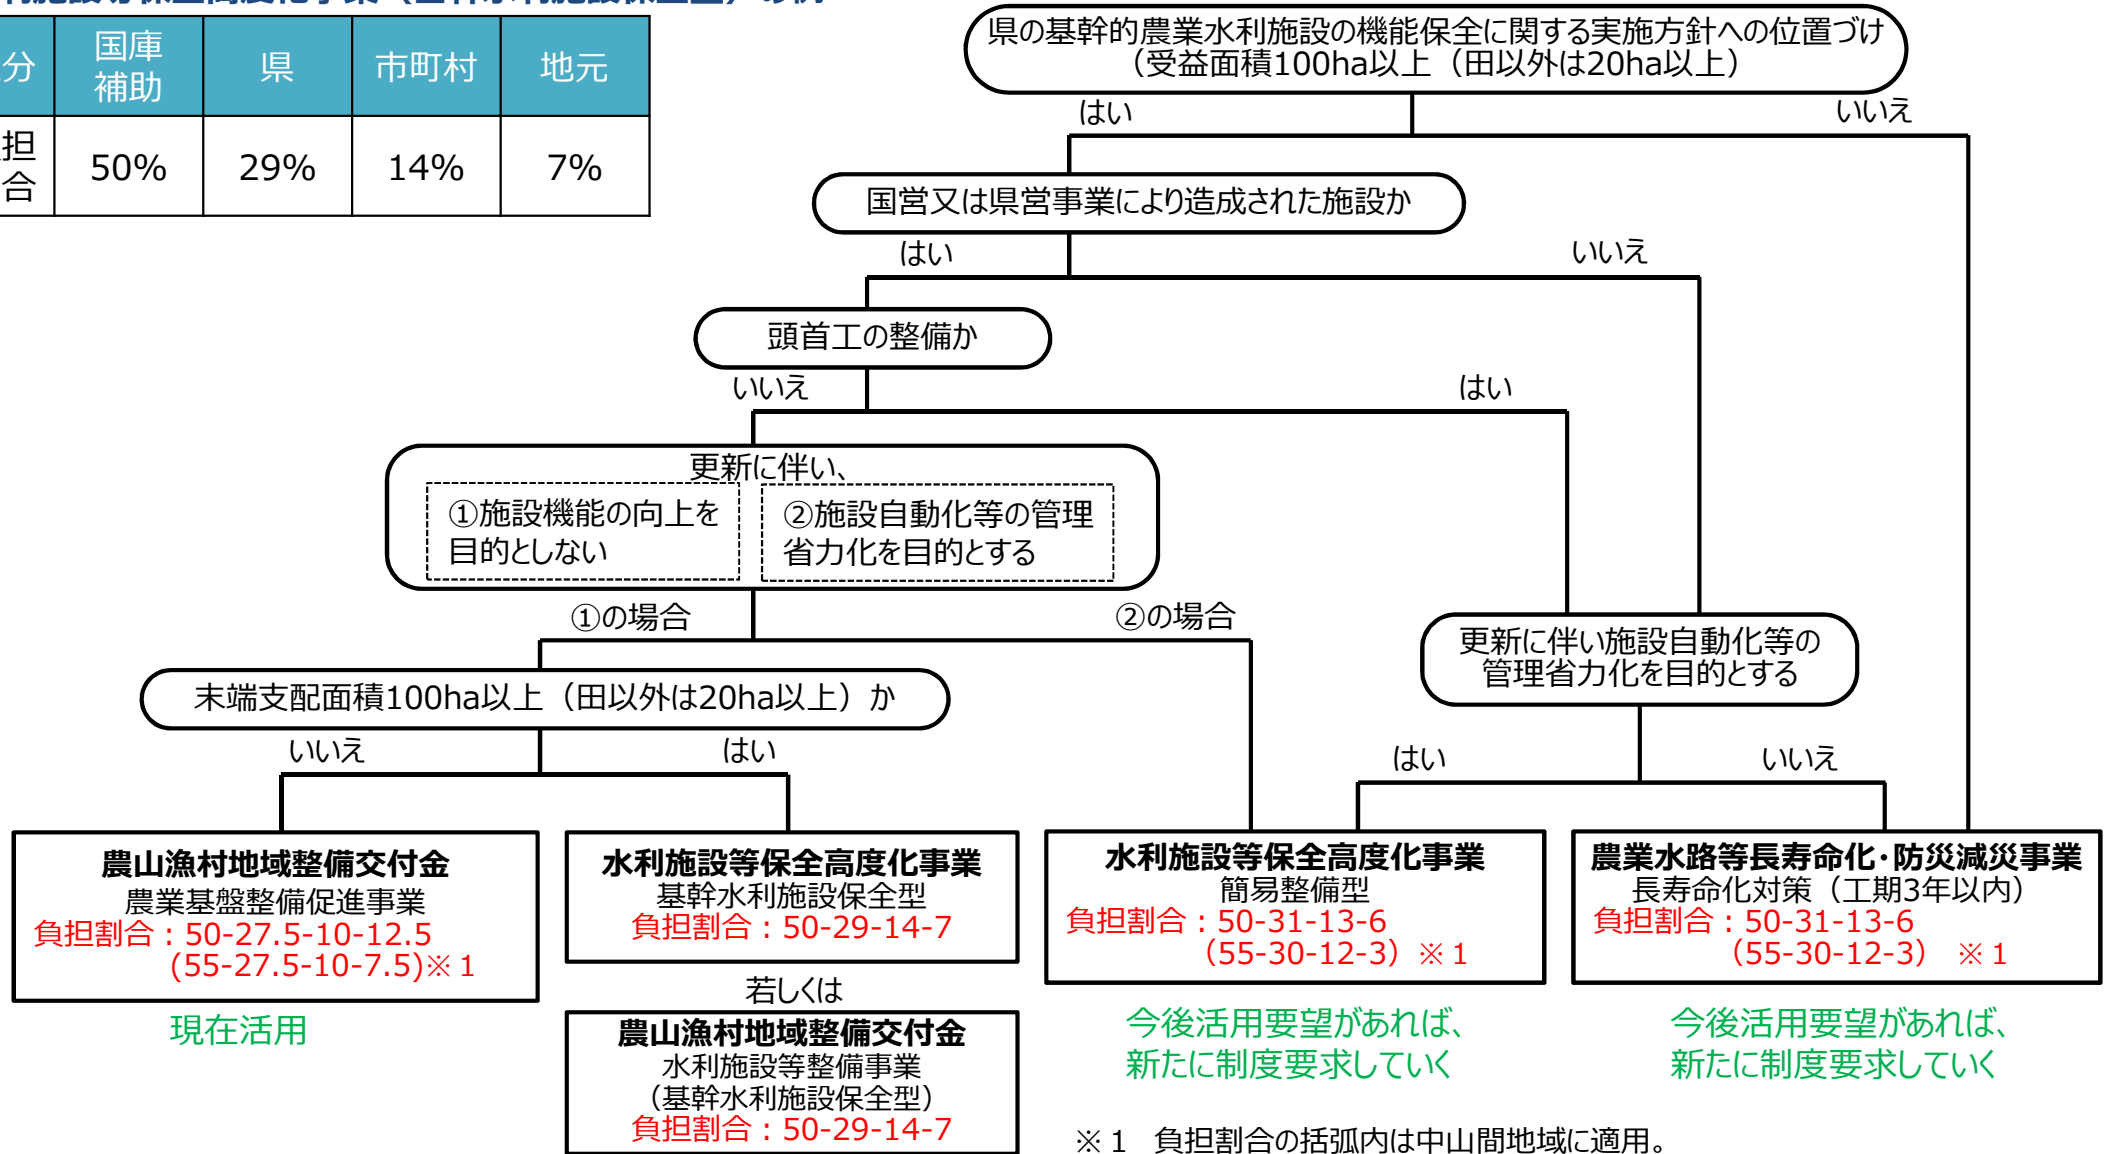 利施設等保全高度化事業（基幹水利施設保全型）の例
分
国庫
補助
県
市町村
地元
担
合
50%
29%
14%
7%
県の基幹的農業水利施設の機能保全に関する実施方針への位置づけ
（受益面積100ha以上（田以外は20ha以上）
はい
いいえ
国営又は県営事業により造成された施設か
はい
いいえ
頭首工の整備か
いいえ
はい
更新に伴い、
①施設機能の向上を
目的としない
②施設自動化等の管理
省力化を目的とする
①の場合
②の場合
更新に伴い施設自動化等の
管理省力化を目的とする
末端支配面積100ha以上（田以外は20ha以上）か
いいえ
はい
はい
いいえ
農山漁村地域整備交付金
農業基盤整備促進事業
負担割合：50-27.5-10-12.5
(55-27.5-10-7.5)※１
現在活用
水利施設等保全高度化事業
基幹水利施設保全型
負担割合：50-29-14-7
若しくは
農山漁村地域整備交付金
水利施設等整備事業
（基幹水利施設保全型）
負担割合：50-29-14-7
水利施設等保全高度化事業
簡易整備型
負担割合：50-31-13-6
（55-30-12-3）※１
今後活用要望があれば、
新たに制度要求していく
農業水路等長寿命化・防災減災事業
長寿命化対策（工期3年以内）
負担割合：50-31-13-6
（55-30-12-3） ※１
今後活用要望があれば、
新たに制度要求していく
※１ 負担割合の括弧内は中山間地域に適用。